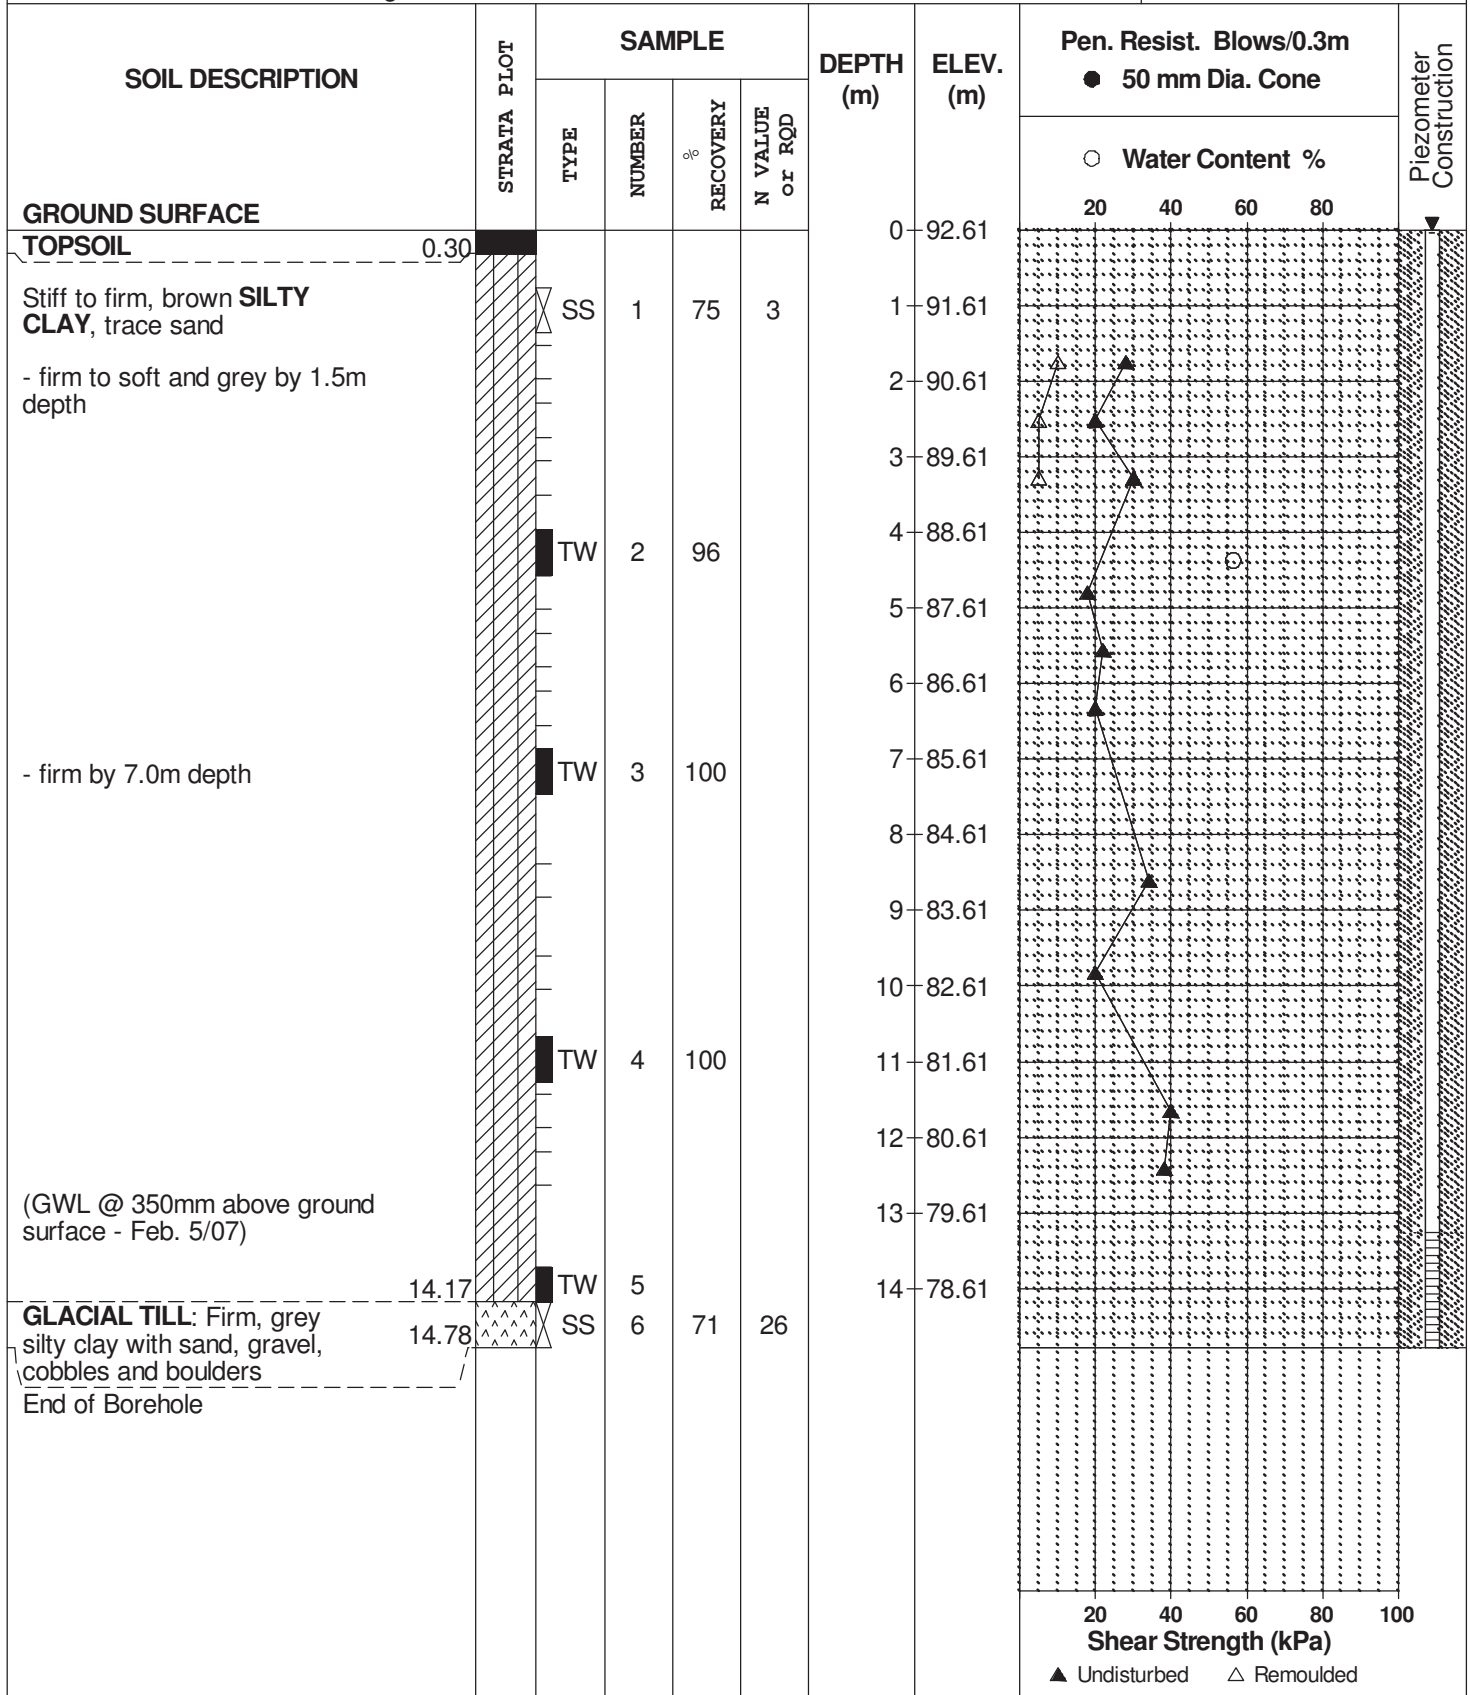 SOIL DESCRIPTION
STRATA PLOT
SAMPLE
TYPE
NUMBER
% RECOVERY
N VALUE or RQD
DEPTH (m)
ELEV. (m)
Pen. Resist. Blows/0.3m
● 50 mm Dia. Cone
○ Water Content %
Piezometer Construction
20 40 60 80
GROUND SURFACE
0 92.61
TOPSOIL 0.30
Stiff to firm, brown SILTY
CLAY, trace sand
SS 1 75 3
1 91.61
- firm to soft and grey by 1.5m
depth
2 90.61
3 89.61
4 88.61
TW 2 96
5 87.61
6 86.61
7 85.61
- firm by 7.0m depth
TW 3 100
8 84.61
9 83.61
10 82.61
TW 4 100
11 81.61
12 80.61
(GWL @ 350mm above ground
surface - Feb. 5/07)
13 79.61
14.17
TW 5
14 78.61
GLACIAL TILL: Firm, grey
silty clay with sand, gravel,
cobbles and boulders
14.78
SS 6 71 26
End of Borehole
20 40 60 80 100
Shear Strength (kPa)
▲ Undisturbed △ Remoulded